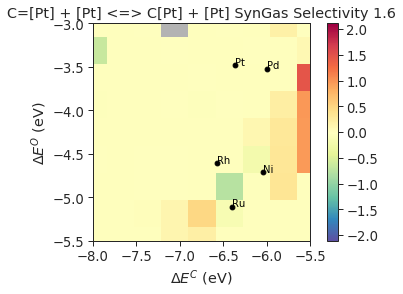 C=[Pt] + [Pt] <=> C[Pt] + [Pt] SynGas Selectivity 1.6
−3.0
−3.5
−4.0
−4.5
−5.0
−5.5
ΔE^O (eV)
Pt
Pd
Rh
Ni
Ru
−8.0 −7.5 −7.0 −6.5 −6.0 −5.5
ΔE^C (eV)
2.0
1.5
1.0
0.5
0.0
−0.5
−1.0
−1.5
−2.0